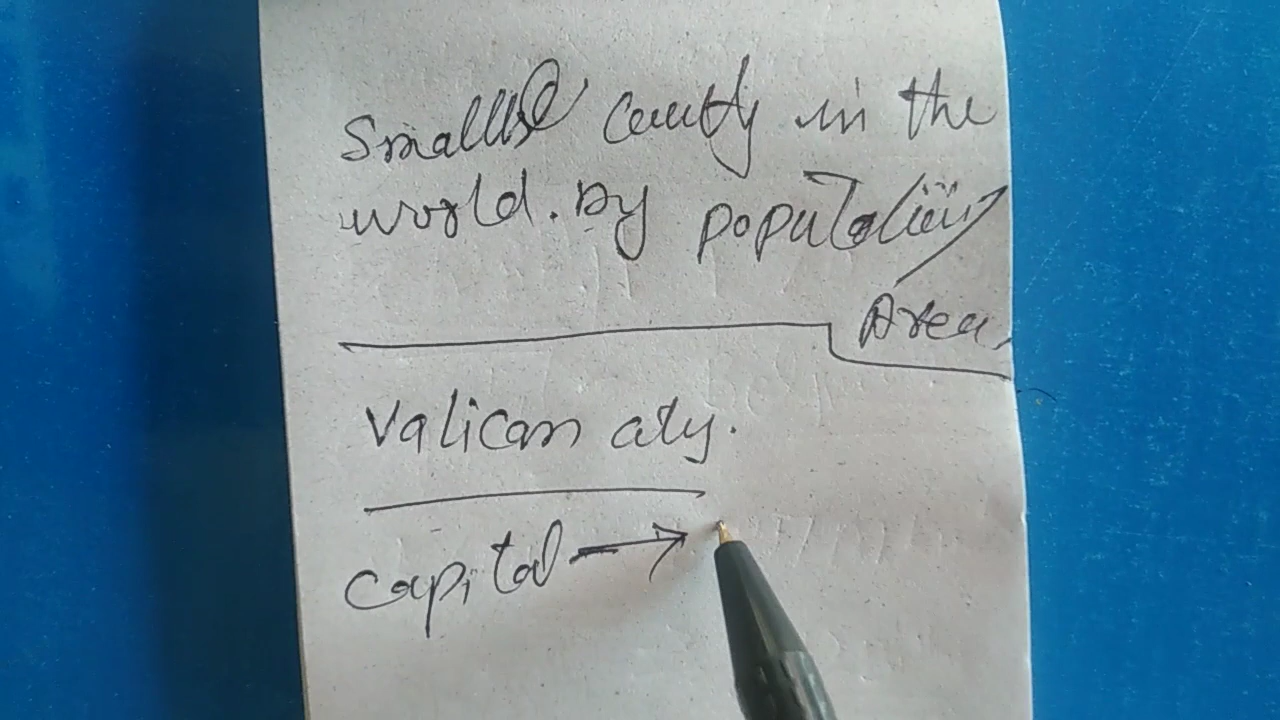 Smallest country in the
world. By population
Area
Vatican city.
capital →